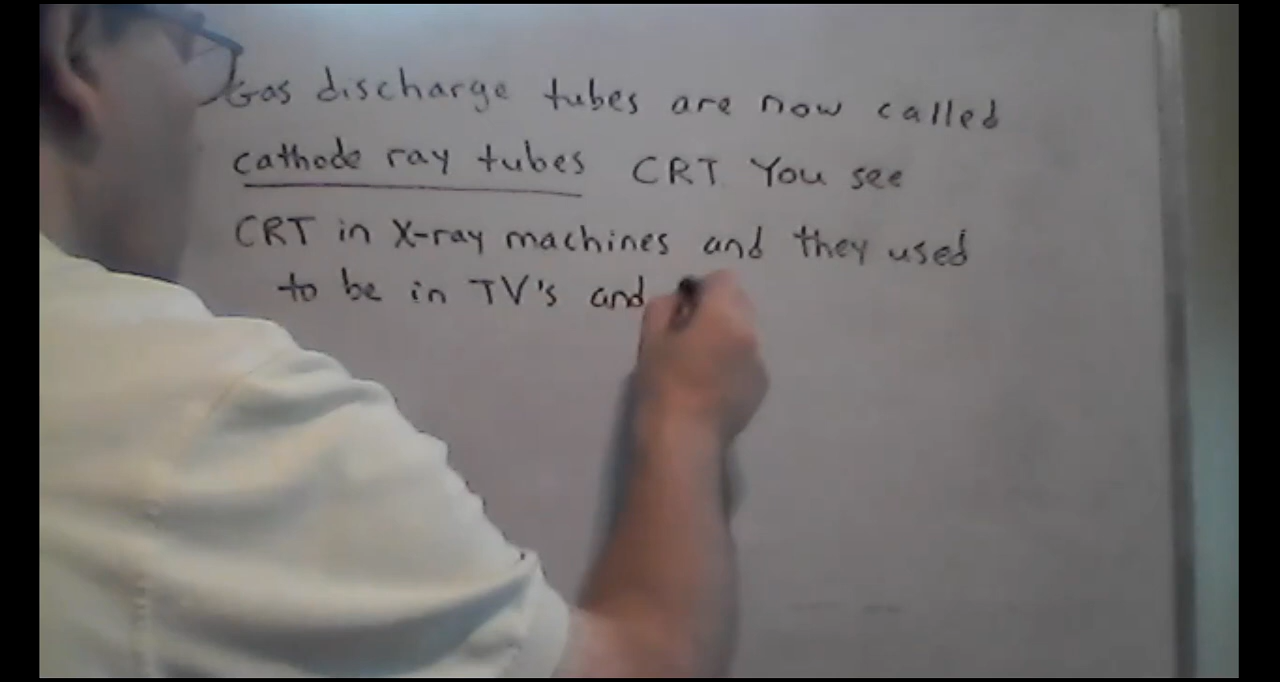 Gas discharge tubes are now called
cathode ray tubes CRT You see
CRT in X-ray machines and they used
to be in TV's and